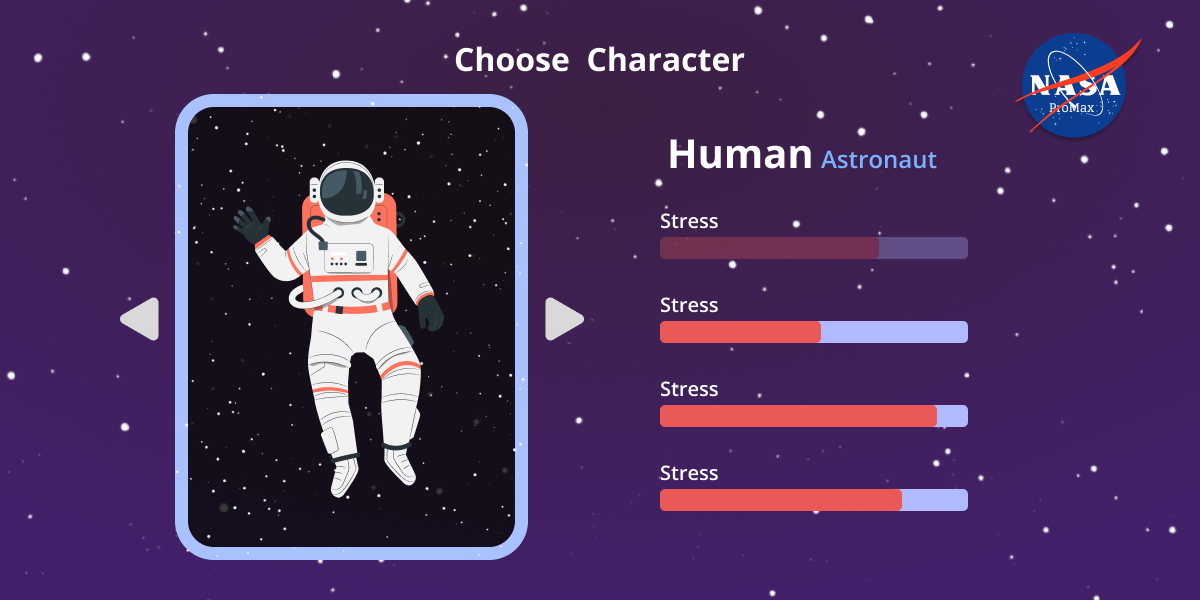 Choose Character
NASA
ProMax
Human Astronaut
Stress
Stress
Stress
Stress